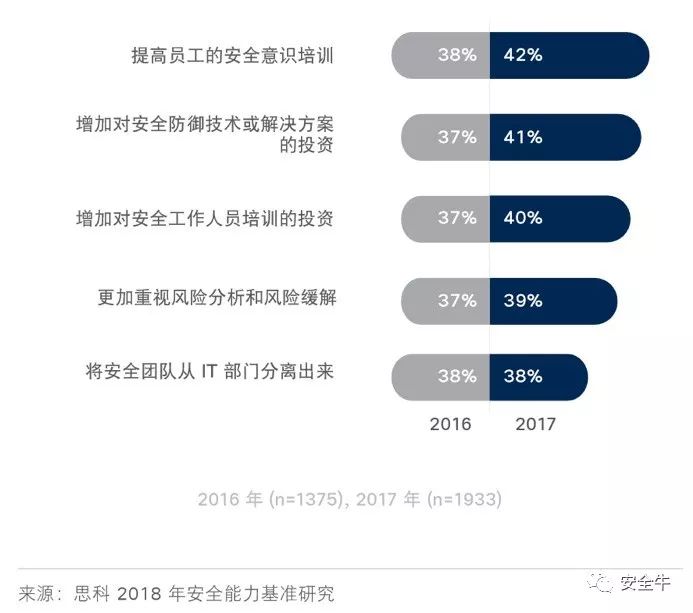 提高员工的安全意识培训 38% 42%
增加对安全防御技术或解决方案
的投资 37% 41%
增加对安全工作人员培训的投资 37% 40%
更加重视风险分析和风险缓解 37% 39%
将安全团队从 IT 部门分离出来 38% 38%
2016 2017
2016 年 (n=1375), 2017 年 (n=1933)
来源：思科 2018 年安全能力基准研究
安全牛